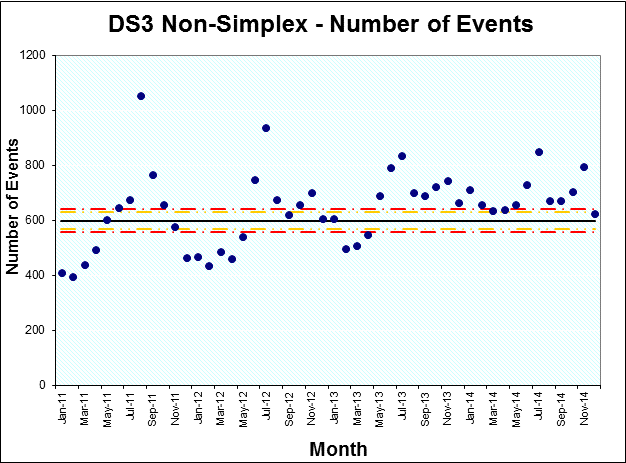 DS3 Non-Simplex - Number of Events
1200
1000
800
600
400
200
0
Number of Events
Jan-11
Mar-11
May-11
Jul-11
Sep-11
Nov-11
Jan-12
Mar-12
May-12
Jul-12
Sep-12
Nov-12
Jan-13
Mar-13
May-13
Jul-13
Sep-13
Nov-13
Jan-14
Mar-14
May-14
Jul-14
Sep-14
Nov-14
Month